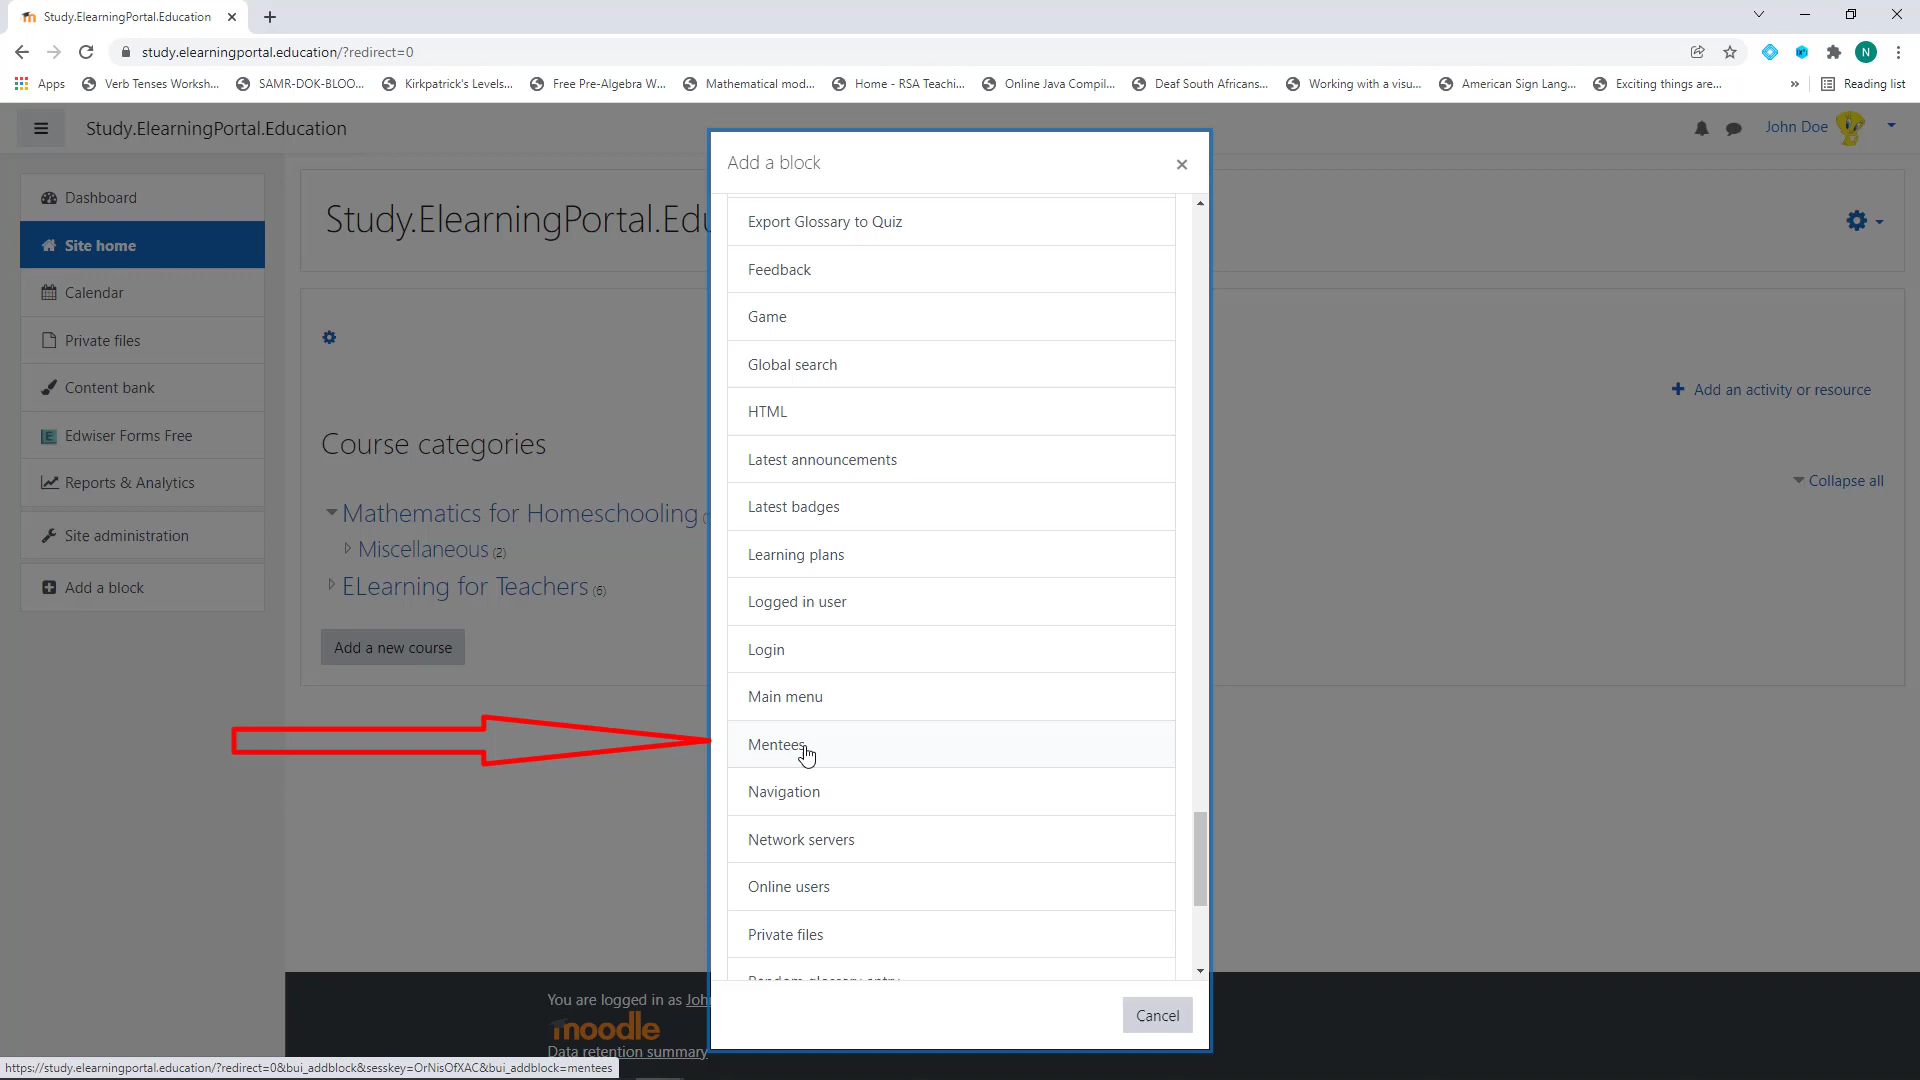 Study.ElearningPortal.Education
study.elearningportal.education/?redirect=0
Apps
Verb Tenses Worksh...
SAMR-DOK-BLOO...
Kirkpatrick's Levels...
Free Pre-Algebra W...
Mathematical mod...
Home - RSA Teachi...
Online Java Compil...
Deaf South Africans...
Working with a visu...
American Sign Lang...
Exciting things are...
»
Reading list
N
Study.ElearningPortal.Education
John Doe
Dashboard
Site home
Calendar
Private files
Content bank
Edwiser Forms Free
Reports & Analytics
Site administration
Add a block
Study.ElearningPortal.Edu
Add an activity or resource
Course categories
Collapse all
Mathematics for Homeschooling
Miscellaneous (2)
ELearning for Teachers (6)
Add a new course
Add a block
Export Glossary to Quiz
Feedback
Game
Global search
HTML
Latest announcements
Latest badges
Learning plans
Logged in user
Login
Main menu
Mentees
Navigation
Network servers
Online users
Private files
Random glossary entry
Cancel
You are logged in as John
moodle
Data retention summary
https://study.elearningportal.education/?redirect=0&bui_addblock&sesskey=OrNisOfXAC&bui_addblock=mentees